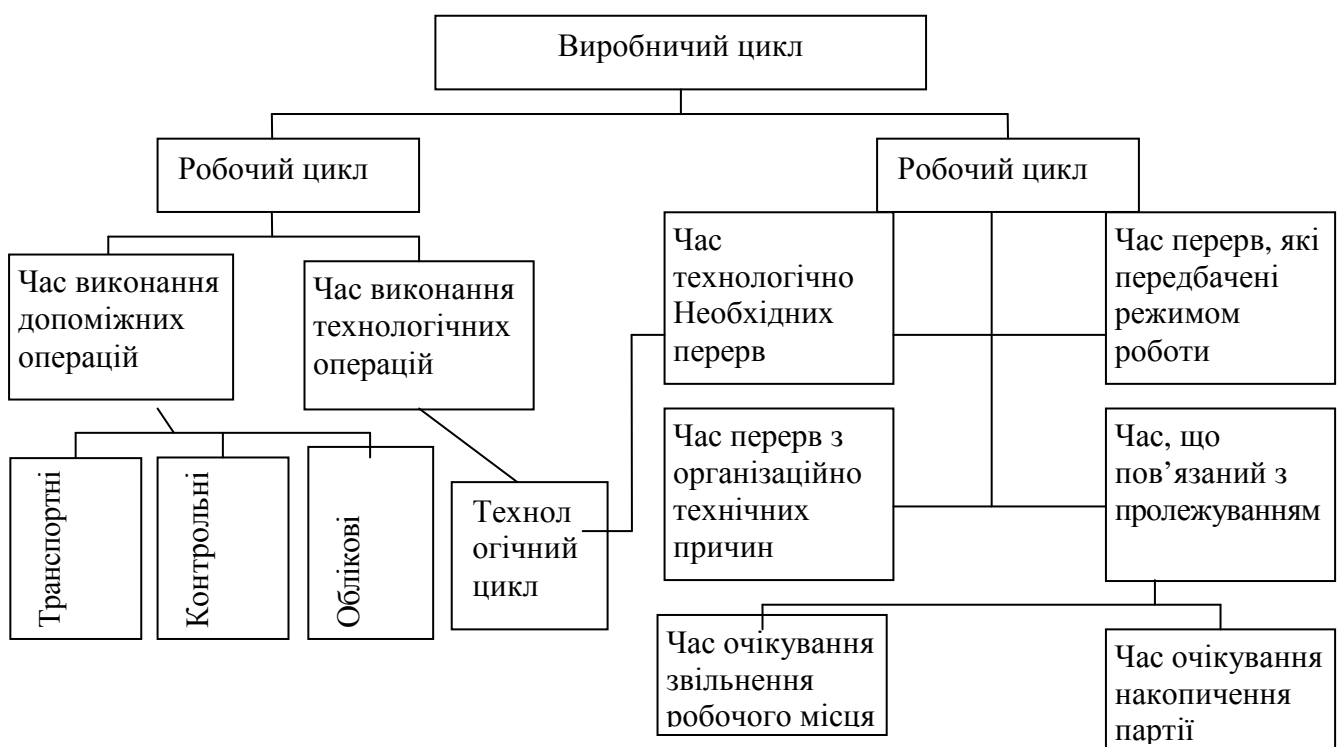 Виробничий цикл
Робочий цикл
Робочий цикл
Час виконання
допоміжних
операцій
Час виконання
технологічних
операцій
Час
технологічно
Необхідних
перерв
Час перерв, які
передбачені
режимом
роботи
Транспортні
Контрольні
Облікові
Технол
огічний
цикл
Час перерв з
організаційно
технічних
причин
Час, що
пов’язаний з
пролежуванням
Час очікування
звільнення
робочого місця
Час очікування
накопичення
партії